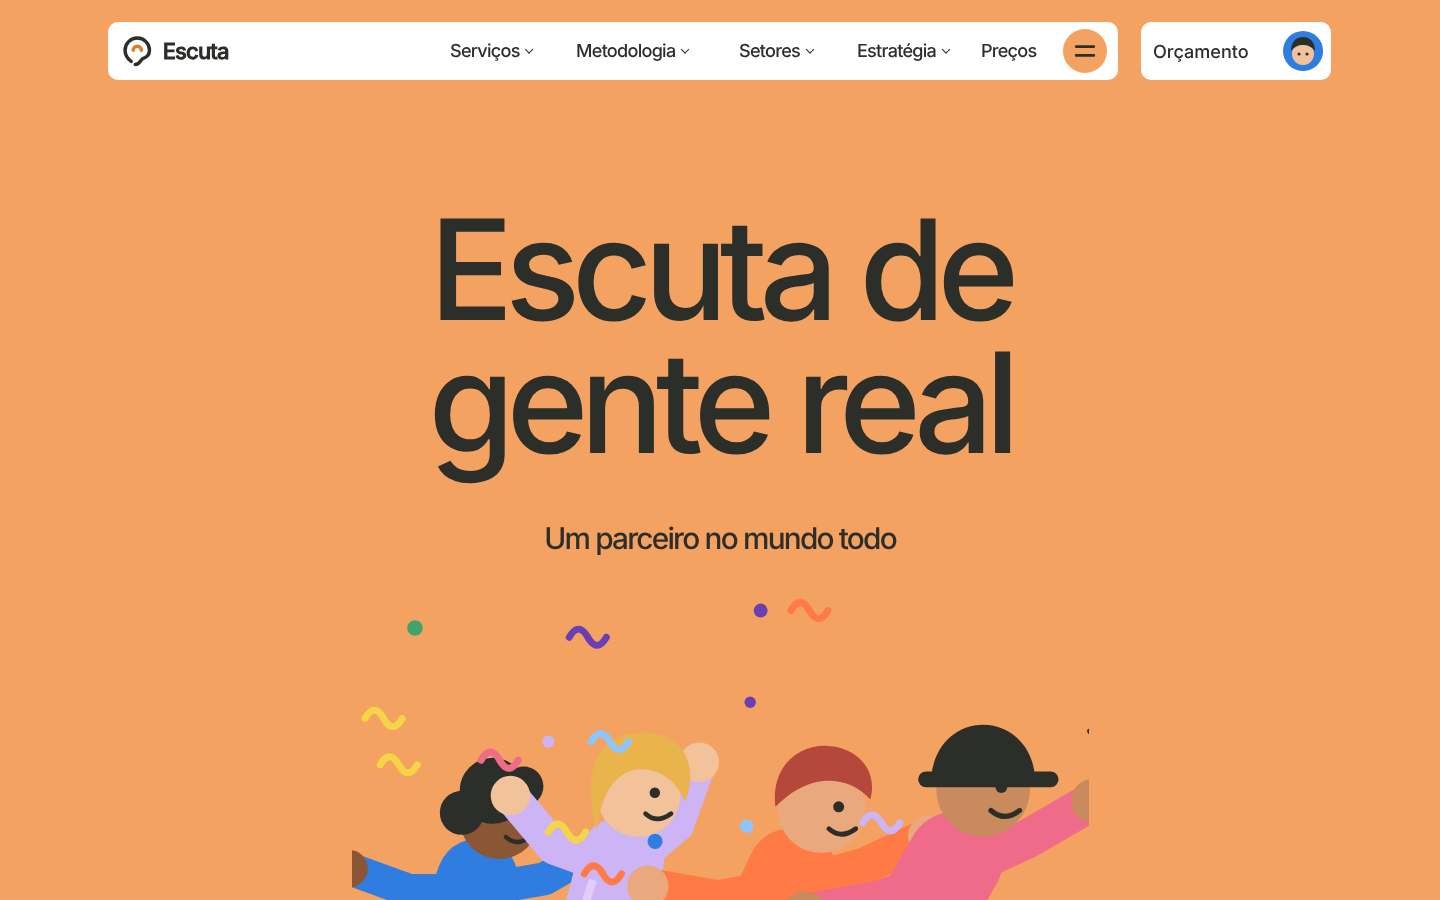 Escuta
Serviços
Metodologia
Setores
Estratégia
Preços
Orçamento
Escuta de
gente real
Um parceiro no mundo todo